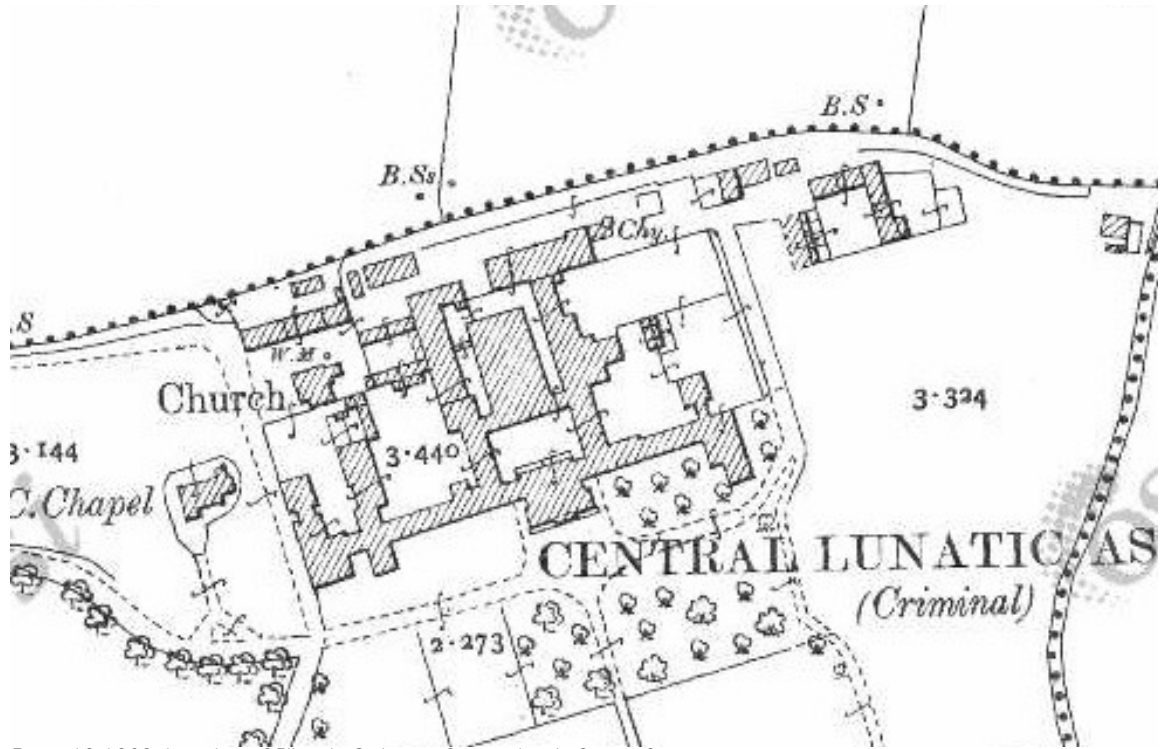 B.S
B.Ss
B Chy.
.S
W.M
Church
3·324
3·144
3·440
C. Chapel
CENTRAL LUNATIC AS
(Criminal)
2·273